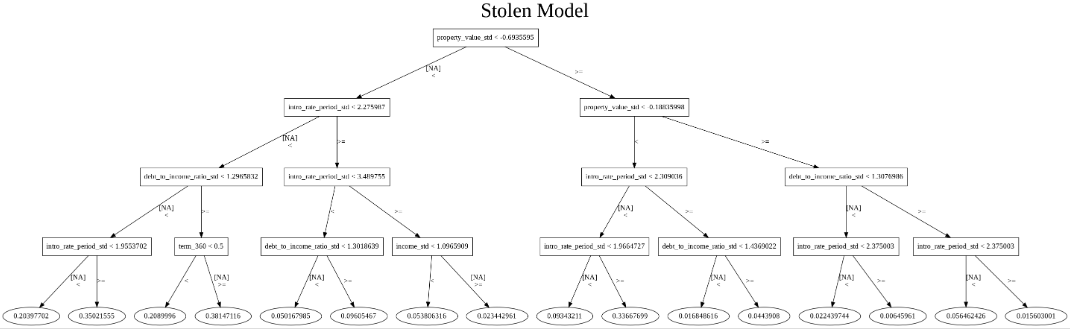 Stolen Model
property_value_std < -0.6935595
[NA]
<
>=
intro_rate_period_std < 2.275987
property_value_std < -0.18835998
[NA]
<
>=
<
>=
debt_to_income_ratio_std < 1.2965832
intro_rate_period_std < 3.489755
intro_rate_period_std < 2.309036
debt_to_income_ratio_std < 1.3076986
[NA]
<
>=
<
>=
[NA]
<
>=
[NA]
<
>=
intro_rate_period_std < 1.9553702
term_360 < 0.5
debt_to_income_ratio_std < 1.3018639
income_std < 1.0965909
intro_rate_period_std < 1.9664727
debt_to_income_ratio_std < 1.4369022
intro_rate_period_std < 2.375003
intro_rate_period_std < 2.375003
[NA]
<
>=
<
[NA]
>=
[NA]
<
>=
<
[NA]
>=
[NA]
<
>=
[NA]
<
>=
[NA]
<
>=
[NA]
<
>=
0.20397702
0.35021555
0.2089996
0.38147116
0.050167985
0.09605467
0.053806316
0.023442961
0.09343211
0.33667699
0.016848616
0.0443908
0.022439744
0.00645961
0.056462426
0.015603001